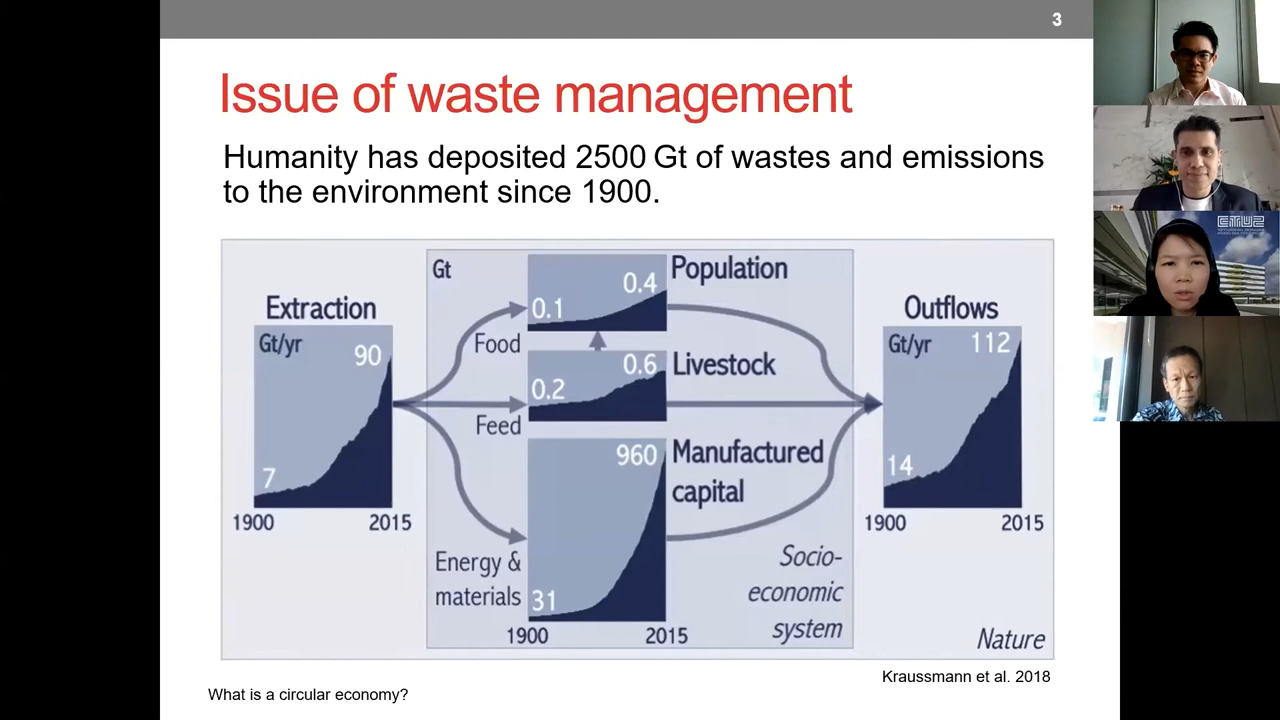 3
Issue of waste management
Humanity has deposited 2500 Gt of wastes and emissions
to the environment since 1900.
Extraction
Gt/yr
90
7
1900
2015
Gt
Population
0.4
0.1
Food
Livestock
0.6
0.2
Feed
Manufactured
capital
960
Energy &
materials
31
1900
2015
Socio-
economic
system
Outflows
Gt/yr
112
14
1900
2015
Nature
Kraussmann et al. 2018
What is a circular economy?